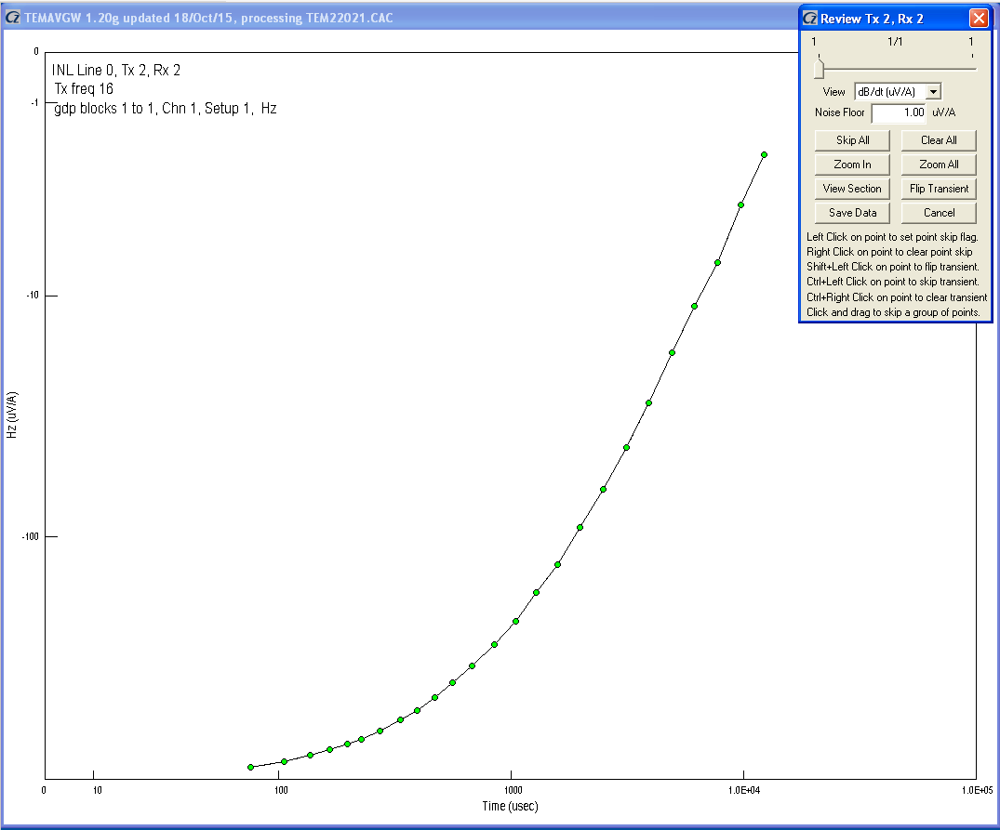 TEMAVGW 1.20g updated 18/Oct/15, processing TEM22021.CAC
INL Line 0, Tx 2, Rx 2
Tx freq 16
gdp blocks 1 to 1, Chn 1, Setup 1, Hz
0
-1
-10
-100
Hz (uV/A)
0 10 100 1000 1.0E+04 1.0E+05
Time (usec)
Review Tx 2, Rx 2
1 1/1 1
View dB/dt (uV/A)
Noise Floor 1.00 uV/A
Skip All Clear All
Zoom In Zoom All
View Section Flip Transient
Save Data Cancel
Left Click on point to set point skip flag.
Right Click on point to clear point skip
Shift+Left Click on point to flip transient.
Ctrl+Left Click on point to skip transient.
Ctrl+Right Click on point to clear transient
Click and drag to skip a group of points.